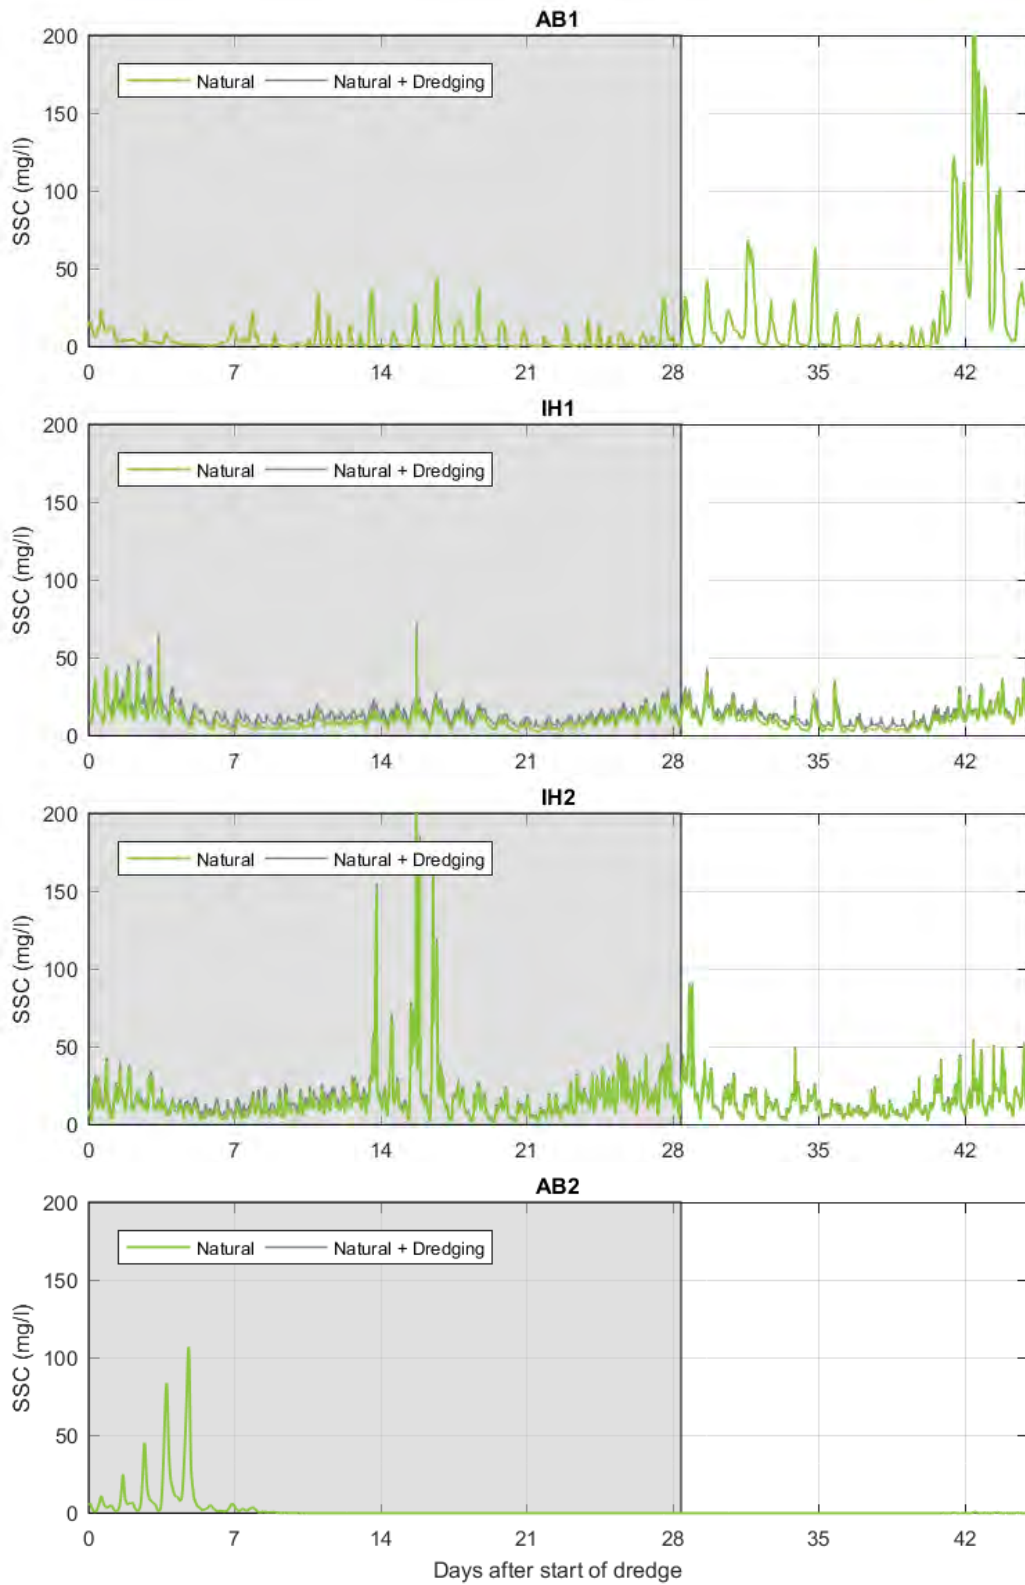 AB1
200
150
100
50
0
SSC (mg/l)
Natural Natural + Dredging
0 7 14 21 28 35 42
IH1
200
150
100
50
0
SSC (mg/l)
Natural Natural + Dredging
0 7 14 21 28 35 42
IH2
200
150
100
50
0
SSC (mg/l)
Natural Natural + Dredging
0 7 14 21 28 35 42
AB2
200
150
100
50
0
SSC (mg/l)
Natural Natural + Dredging
0 7 14 21 28 35 42
Days after start of dredge